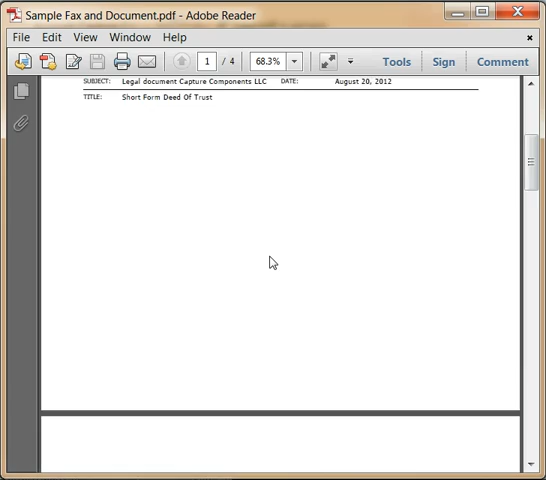 Sample Fax and Document.pdf - Adobe Reader
File Edit View Window Help
1 / 4 68.3% Tools Sign Comment
SUBJECT: Legal document Capture Components LLC DATE: August 20, 2012
TITLE: Short Form Deed Of Trust